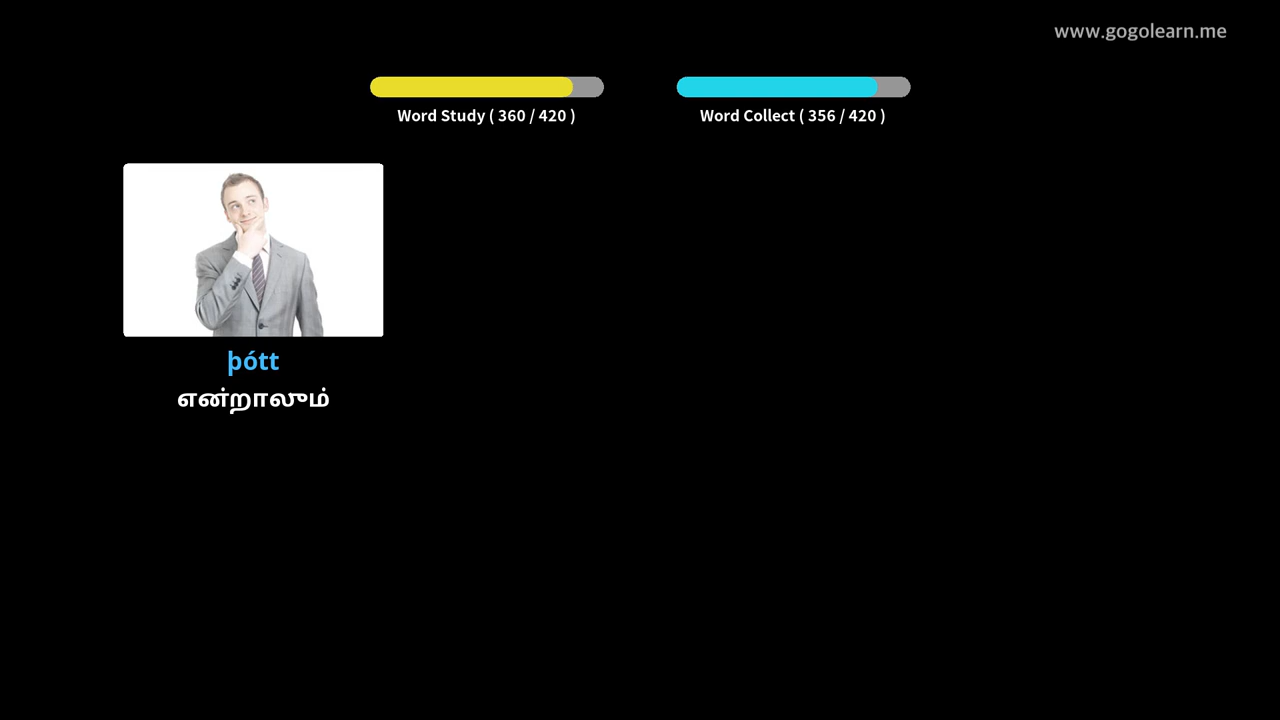 www.gogolearn.me
Word Study ( 360 / 420 )
Word Collect ( 356 / 420 )
þótt
என்றாலும்